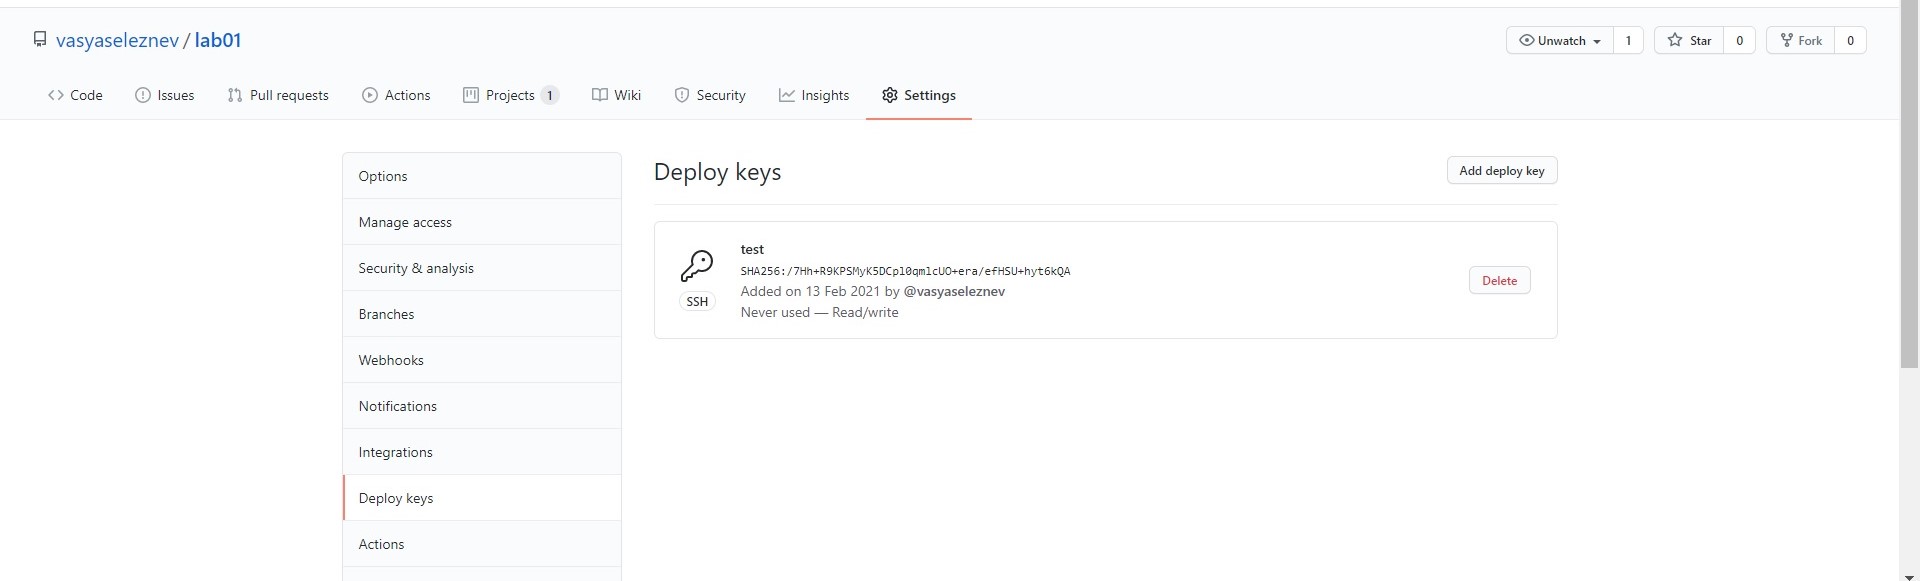 vasyaseleznev / lab01
Unwatch 1 Star 0 Fork 0
Code Issues Pull requests Actions Projects 1 Wiki Security Insights Settings
Options
Manage access
Security & analysis
Branches
Webhooks
Notifications
Integrations
Deploy keys
Actions
Deploy keys
Add deploy key
test
SHA256:/7Hh+R9KPSMyK5DCpl0qmlcUO+era/efHSU+hyt6kQA
Added on 13 Feb 2021 by @vasyaseleznev
Never used — Read/write
SSH
Delete